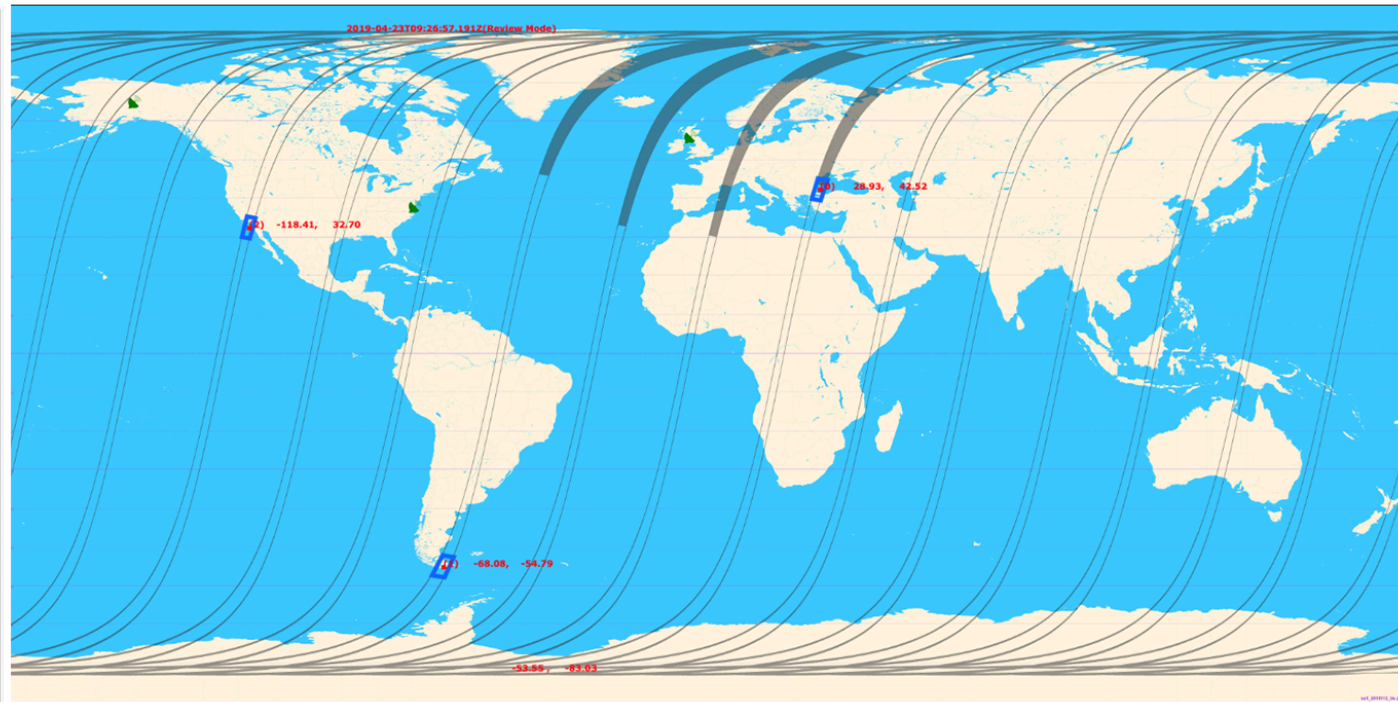 2019-04-23T09:26:57.191Z(Review Mode)
(0) 28.93, 42.52
-118.41, 32.70
-68.08, -54.79
-53.55, -83.03